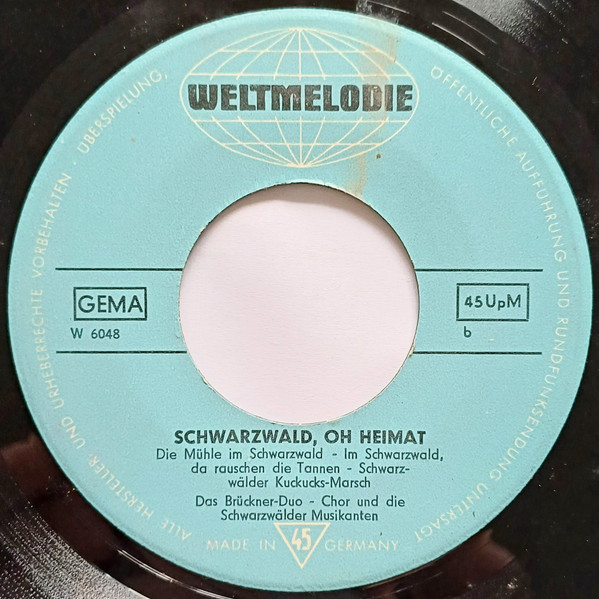 WELTMELODIE
ALLE HERSTELLER- UND URHEBERRECHTE VORBEHALTEN · ÜBERSPIELUNG, ÖFFENTLICHE AUFFÜHRUNG UND RUNDFUNKSENDUNG UNTERSAGT
GEMA
45 UpM
W 6048
b
SCHWARZWALD, OH HEIMAT
Die Mühle im Schwarzwald - Im Schwarzwald,
da rauschen die Tannen - Schwarz-
wälder Kuckucks-Marsch
Das Brückner-Duo - Chor und die
Schwarzwälder Musikanten
MADE IN 45 GERMANY